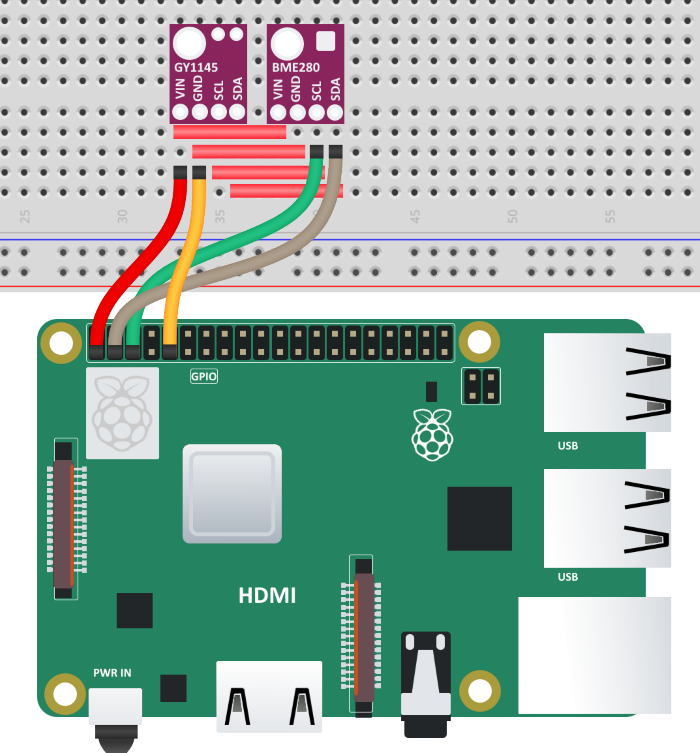 GY1145
VIN
GND
SCL
SDA
BME280
VIN
GND
SCL
SDA
25
30
35
45
50
55
GPIO
USB
USB
HDMI
PWR IN